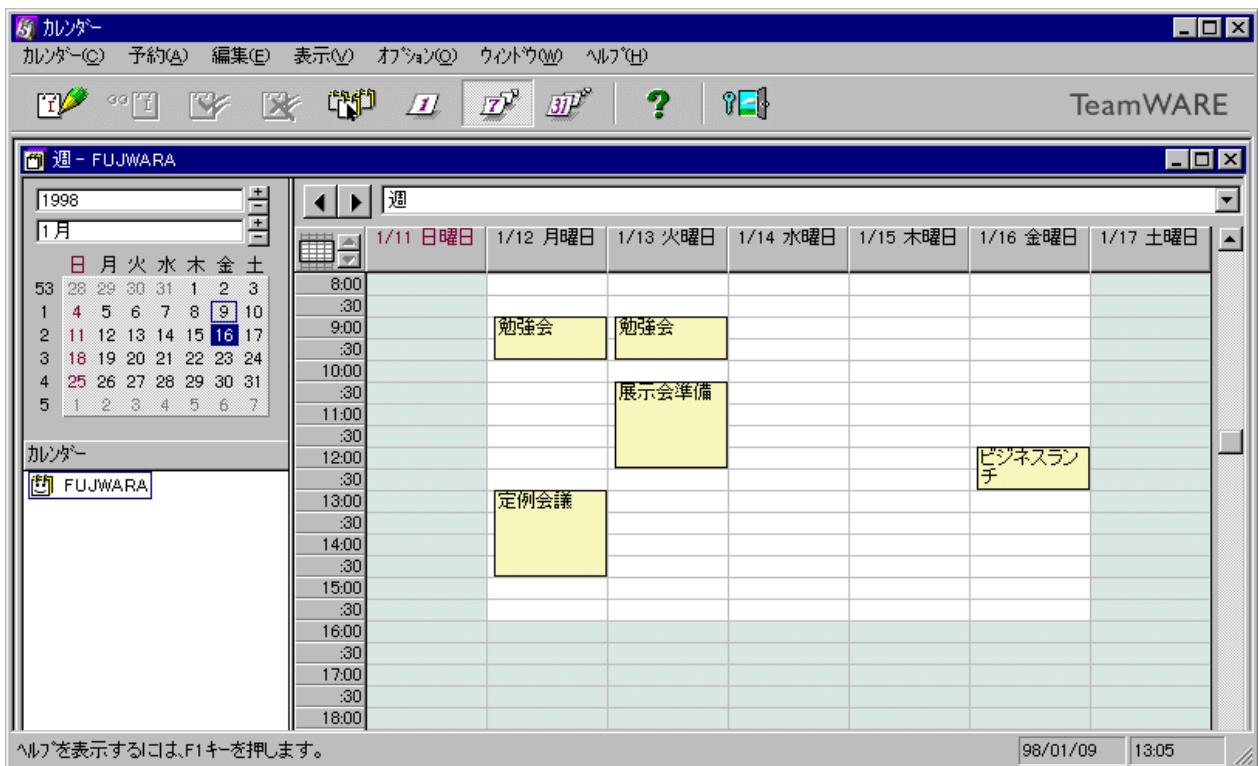 カレンダー
カレンダー(C) 予約(A) 編集(E) 表示(V) オプション(O) ウィンドウ(W) ヘルプ(H)
1 7 31 ? TeamWARE
週 - FUJWARA
1998
1月
日 月 火 水 木 金 土
53 28 29 30 31 1 2 3
1 4 5 6 7 8 9 10
2 11 12 13 14 15 16 17
3 18 19 20 21 22 23 24
4 25 26 27 28 29 30 31
5 1 2 3 4 5 6 7
カレンダー
FUJWARA
週
1/11 日曜日 1/12 月曜日 1/13 火曜日 1/14 水曜日 1/15 木曜日 1/16 金曜日 1/17 土曜日
8:00
:30
9:00 勉強会 勉強会
:30
10:00
:30 展示会準備
11:00
:30
12:00 ビジネスラン
チ
:30
13:00 定例会議
:30
14:00
:30
15:00
:30
16:00
:30
17:00
:30
18:00
ヘルプを表示するには、F1キーを押します。 98/01/09 13:05